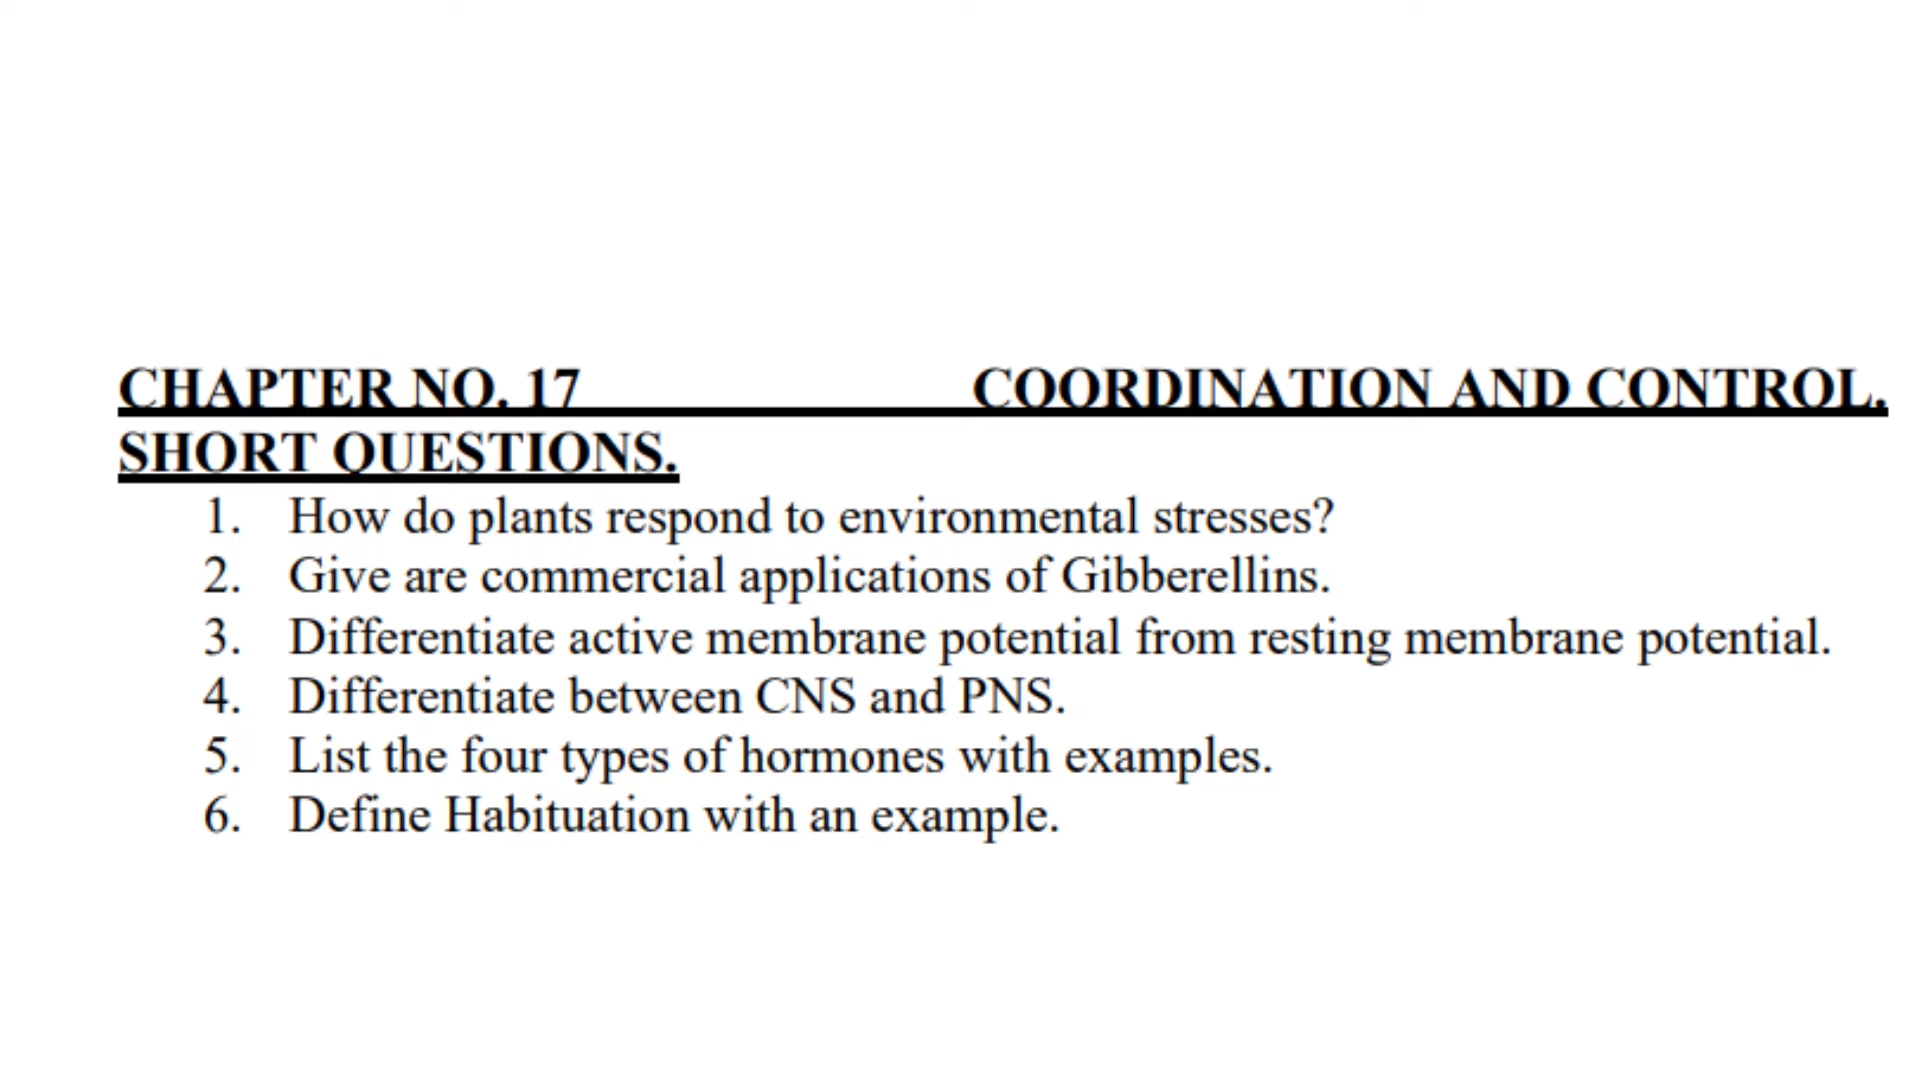 CHAPTER NO. 17 COORDINATION AND CONTROL.
SHORT QUESTIONS.
1. How do plants respond to environmental stresses?
2. Give are commercial applications of Gibberellins.
3. Differentiate active membrane potential from resting membrane potential.
4. Differentiate between CNS and PNS.
5. List the four types of hormones with examples.
6. Define Habituation with an example.